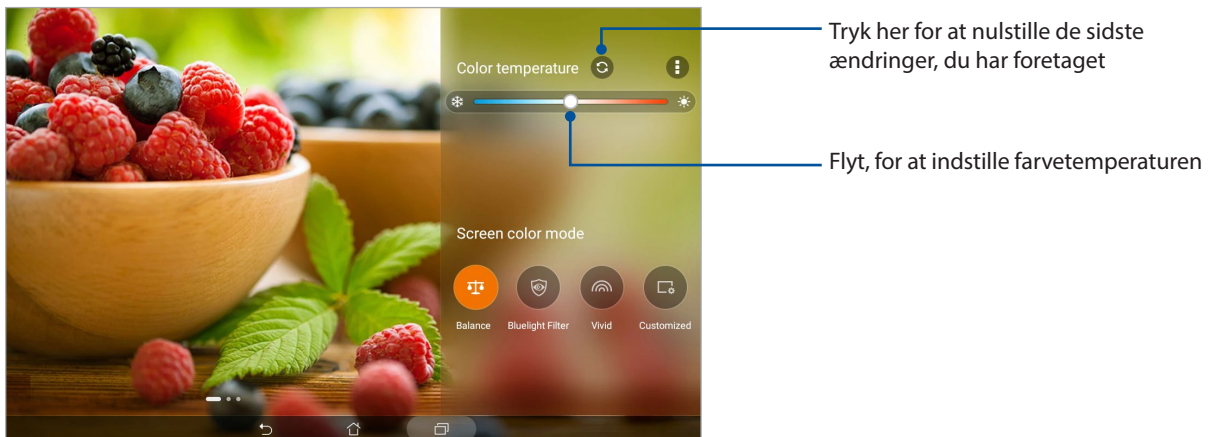 Tryk her for at nulstille de sidste
ændringer, du har foretaget
Color temperature
Flyt, for at indstille farvetemperaturen
Screen color mode
Balance
Bluelight Filter
Vivid
Customized